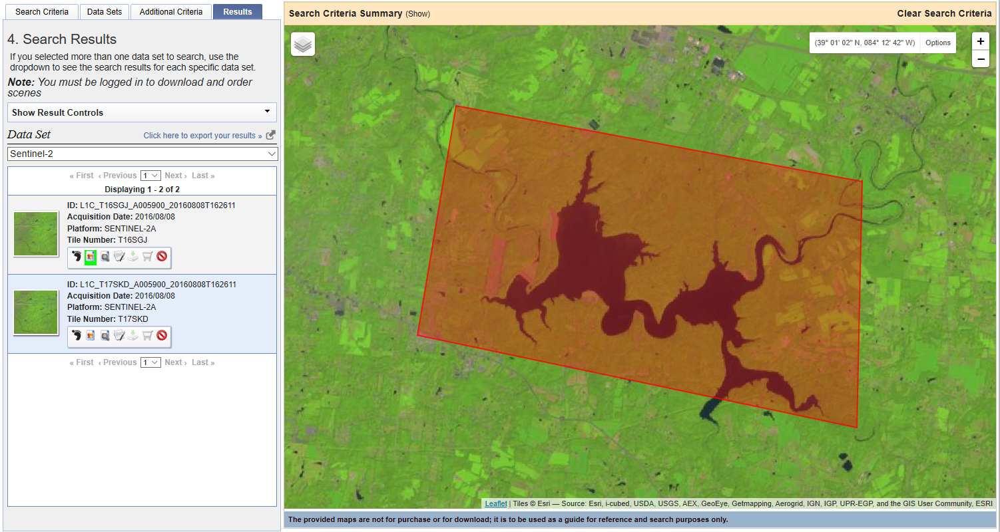 Search Criteria
Data Sets
Additional Criteria
Results
4. Search Results
If you selected more than one data set to search, use the
dropdown to see the search results for each specific data set.
Note: You must be logged in to download and order
scenes
Show Result Controls
Data Set
Click here to export your results »
Sentinel-2
« First ‹ Previous 1 Next › Last »
Displaying 1 - 2 of 2
ID: L1C_T16SGJ_A005900_20160808T162611
Acquisition Date: 2016/08/08
Platform: SENTINEL-2A
Tile Number: T16SGJ
ID: L1C_T17SKD_A005900_20160808T162611
Acquisition Date: 2016/08/08
Platform: SENTINEL-2A
Tile Number: T17SKD
« First ‹ Previous 1 Next › Last »
Search Criteria Summary (Show)
Clear Search Criteria
(39° 01' 02" N, 084° 12' 42" W)
Options
+
−
Leaflet | Tiles © Esri — Source: Esri, i-cubed, USDA, USGS, AEX, GeoEye, Getmapping, Aerogrid, IGN, IGP, UPR-EGP, and the GIS User Community, ESRI
The provided maps are not for purchase or for download; it is to be used as a guide for reference and search purposes only.